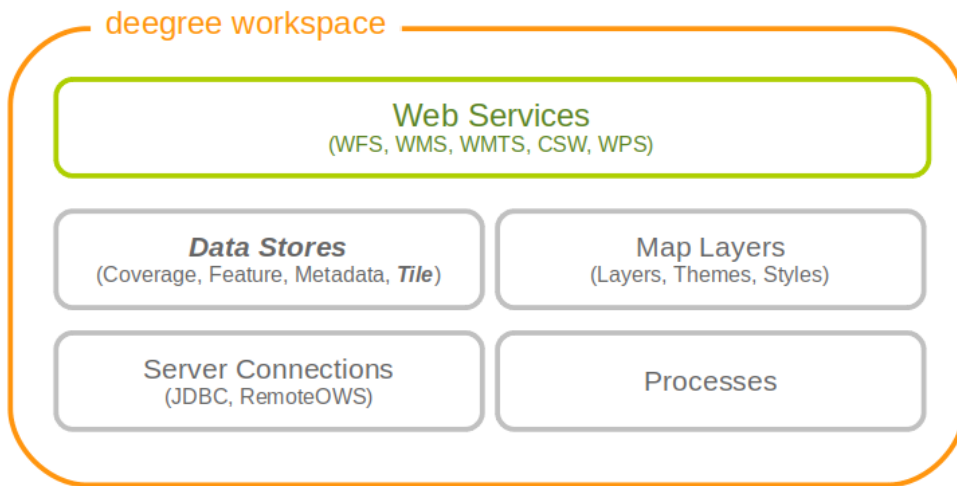 deegree workspace
Web Services
(WFS, WMS, WMTS, CSW, WPS)
Data Stores
(Coverage, Feature, Metadata, Tile)
Map Layers
(Layers, Themes, Styles)
Server Connections
(JDBC, RemoteOWS)
Processes